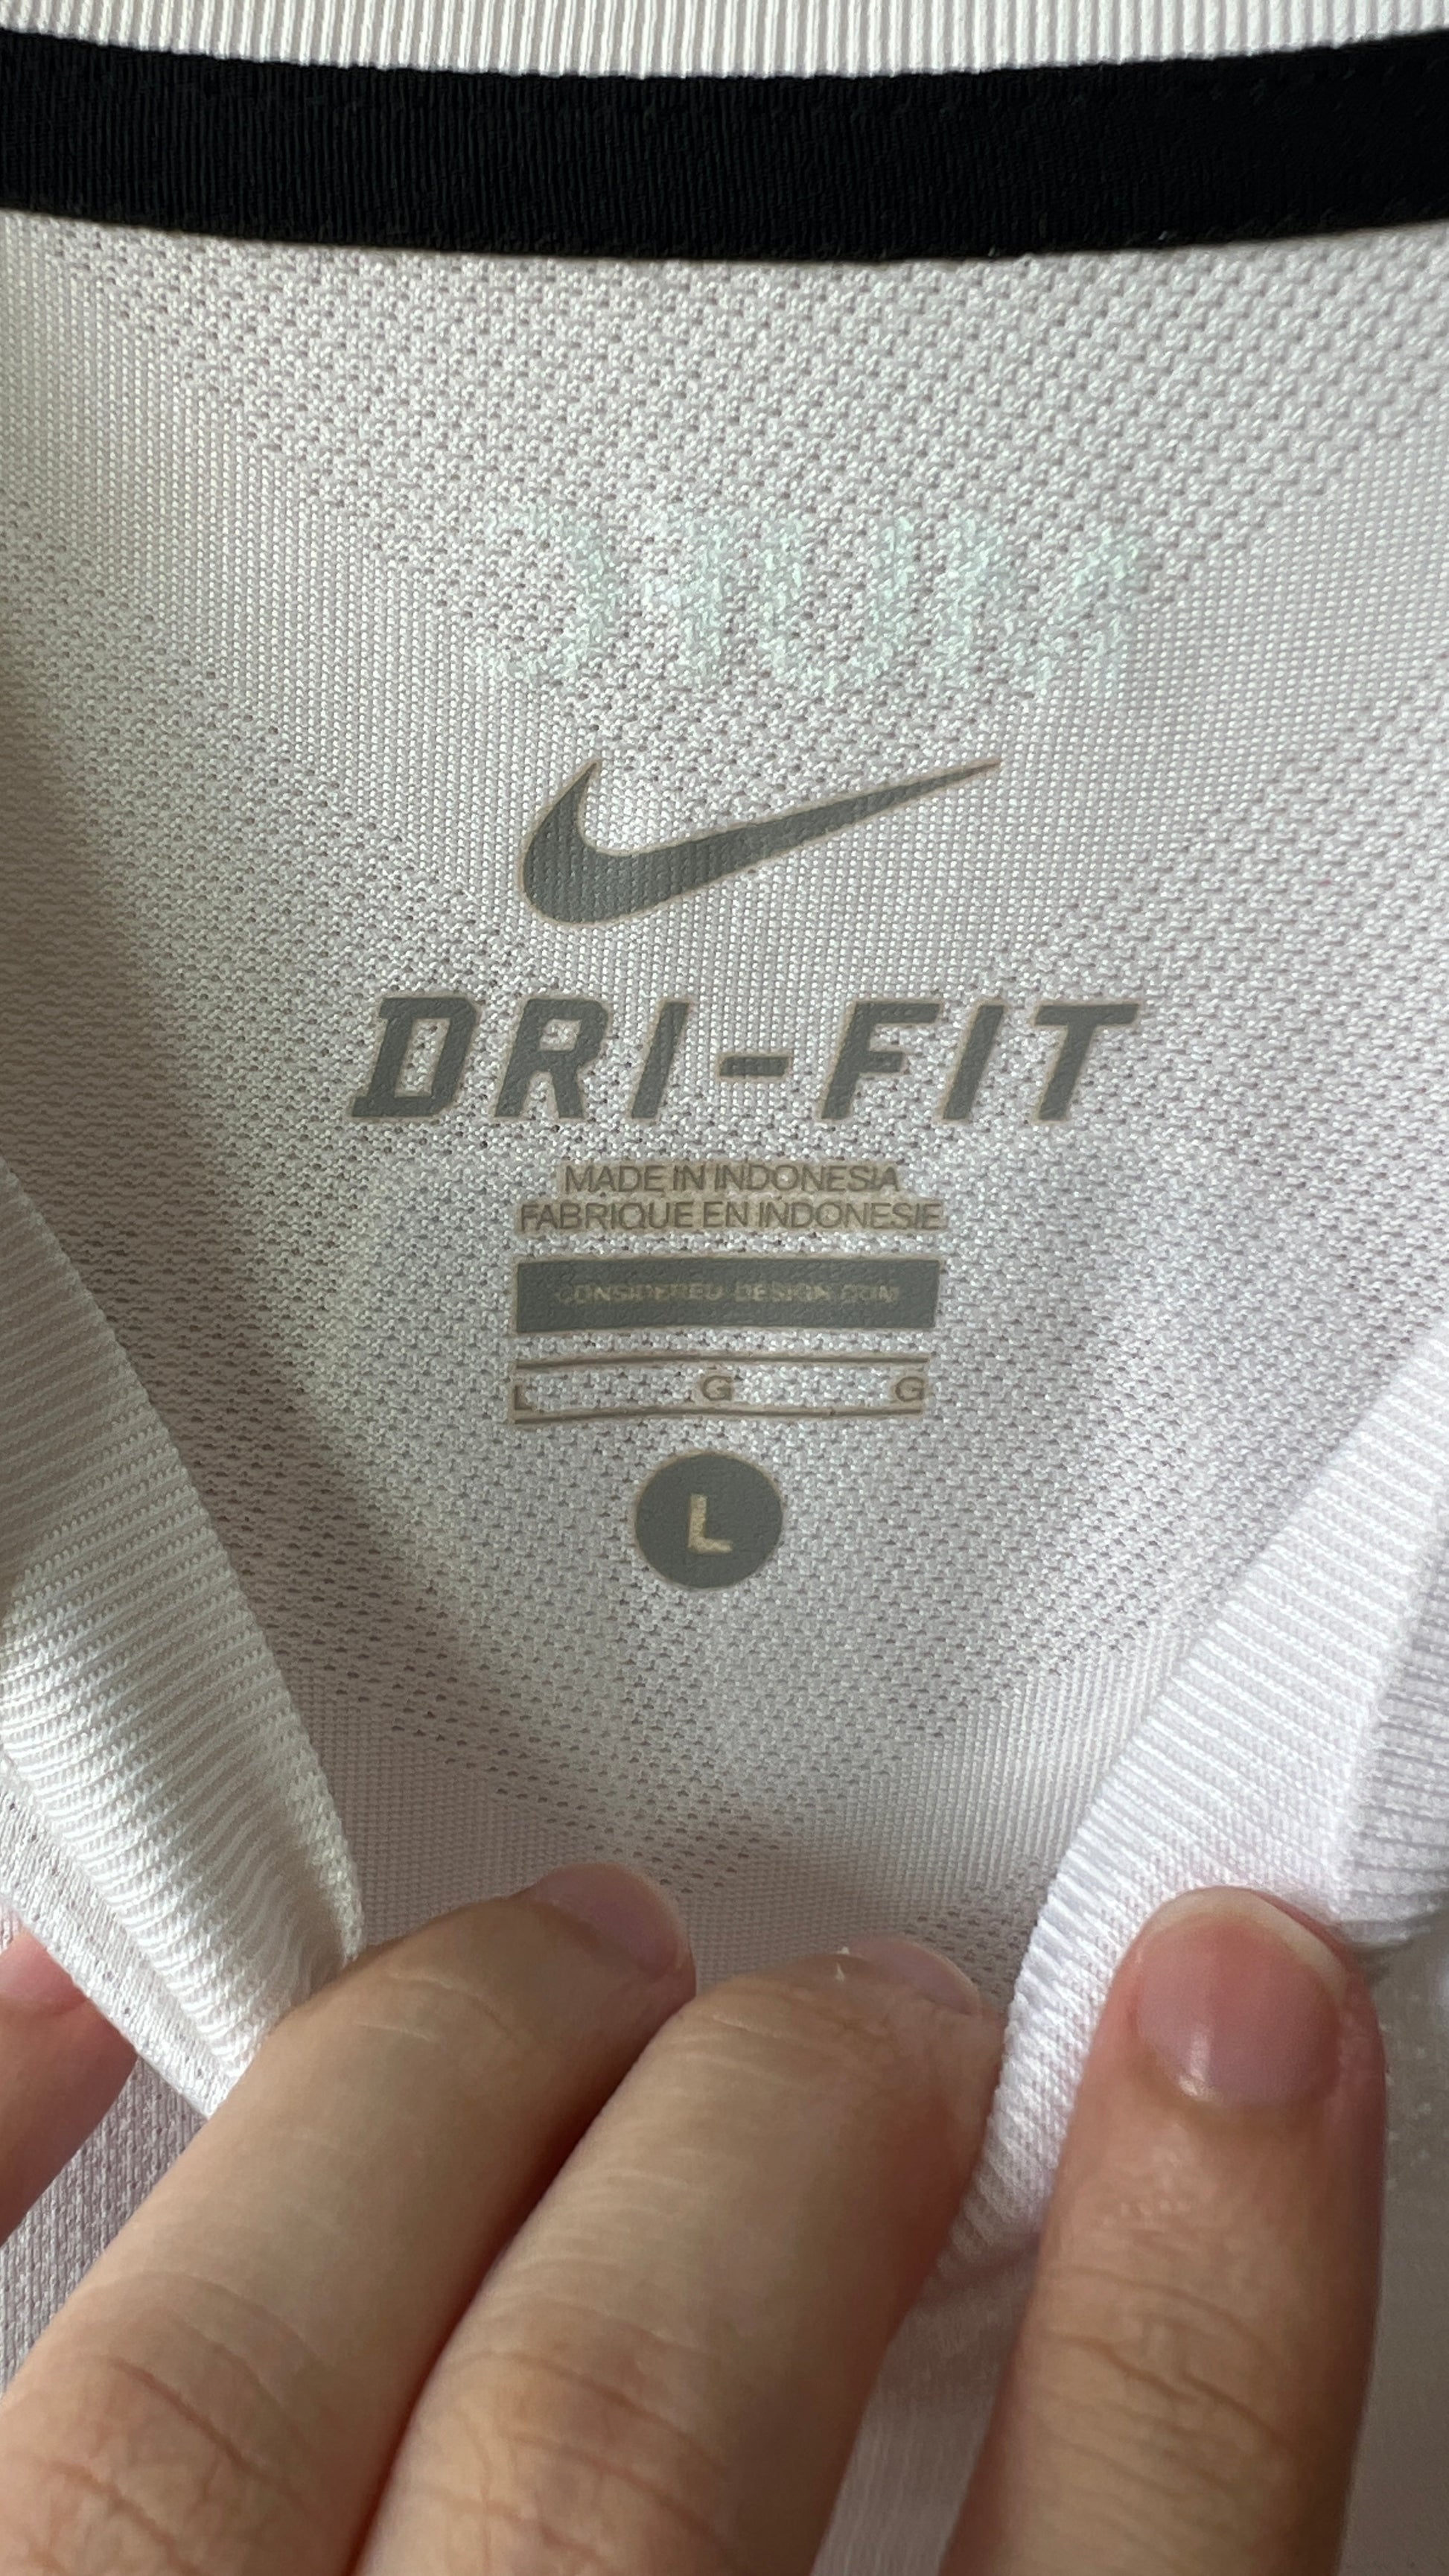 DRI-FIT
MADE IN INDONESIA
FABRIQUE EN INDONESIE
CONSIDERED-DESIGN.COM
L G G
L